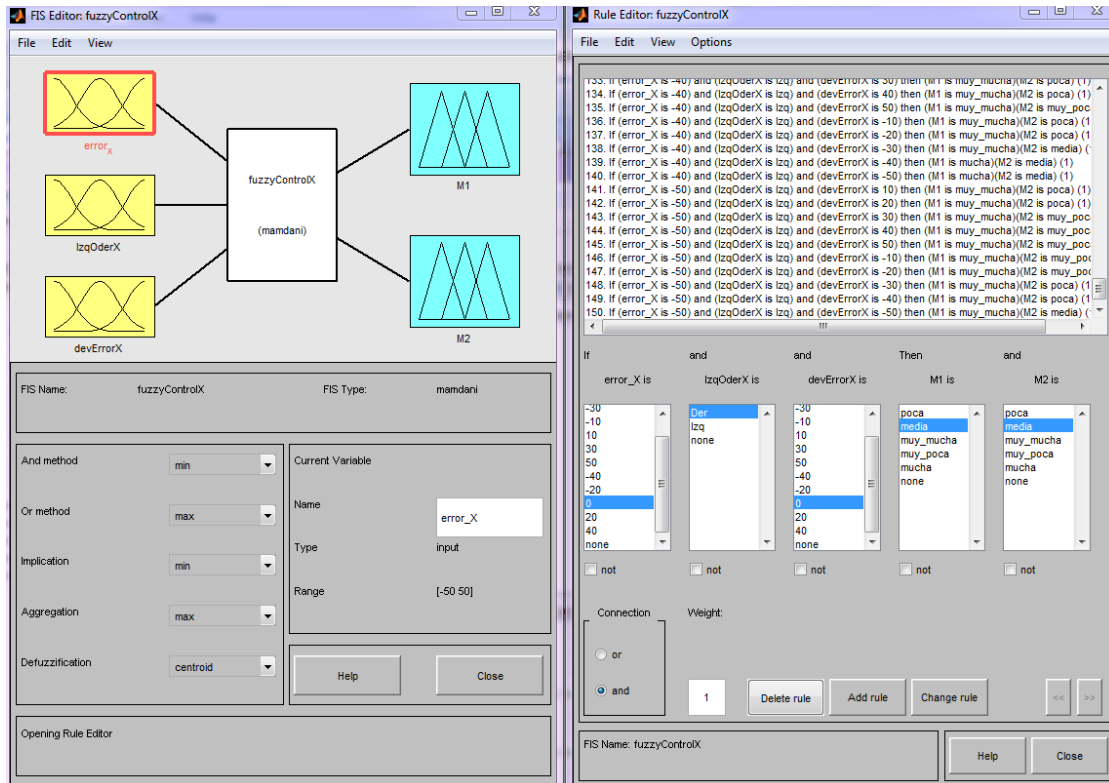 FIS Editor: fuzzyControlX
File Edit View
error_X
IzqOderX
devErrorX
fuzzyControlX
(mamdani)
M1
M2
FIS Name: fuzzyControlX FIS Type: mamdani
And method min
Or method max
Implication min
Aggregation max
Defuzzification centroid
Current Variable
Name error_X
Type input
Range [-50 50]
Help Close
Opening Rule Editor
Rule Editor: fuzzyControlX
File Edit View Options
133. If (error_X is -40) and (IzqOderX is Izq) and (devErrorX is 30) then (M1 is muy_mucha)(M2 is poca) (1)
134. If (error_X is -40) and (IzqOderX is Izq) and (devErrorX is 40) then (M1 is muy_mucha)(M2 is poca) (1)
135. If (error_X is -40) and (IzqOderX is Izq) and (devErrorX is 50) then (M1 is muy_mucha)(M2 is muy_poca
136. If (error_X is -40) and (IzqOderX is Izq) and (devErrorX is -10) then (M1 is muy_mucha)(M2 is poca) (1
137. If (error_X is -40) and (IzqOderX is Izq) and (devErrorX is -20) then (M1 is muy_mucha)(M2 is poca) (1
138. If (error_X is -40) and (IzqOderX is Izq) and (devErrorX is -30) then (M1 is muy_mucha)(M2 is media) (
139. If (error_X is -40) and (IzqOderX is Izq) and (devErrorX is -40) then (M1 is mucha)(M2 is media) (1)
140. If (error_X is -40) and (IzqOderX is Izq) and (devErrorX is -50) then (M1 is mucha)(M2 is media) (1)
141. If (error_X is -50) and (IzqOderX is Izq) and (devErrorX is 10) then (M1 is muy_mucha)(M2 is poca) (1)
142. If (error_X is -50) and (IzqOderX is Izq) and (devErrorX is 20) then (M1 is muy_mucha)(M2 is poca) (1)
143. If (error_X is -50) and (IzqOderX is Izq) and (devErrorX is 30) then (M1 is muy_mucha)(M2 is muy_poca
144. If (error_X is -50) and (IzqOderX is Izq) and (devErrorX is 40) then (M1 is muy_mucha)(M2 is muy_poca
145. If (error_X is -50) and (IzqOderX is Izq) and (devErrorX is 50) then (M1 is muy_mucha)(M2 is muy_poca
146. If (error_X is -50) and (IzqOderX is Izq) and (devErrorX is -10) then (M1 is muy_mucha)(M2 is muy_poc
147. If (error_X is -50) and (IzqOderX is Izq) and (devErrorX is -20) then (M1 is muy_mucha)(M2 is muy_poc
148. If (error_X is -50) and (IzqOderX is Izq) and (devErrorX is -30) then (M1 is muy_mucha)(M2 is poca) (1
149. If (error_X is -50) and (IzqOderX is Izq) and (devErrorX is -40) then (M1 is muy_mucha)(M2 is poca) (1
150. If (error_X is -50) and (IzqOderX is Izq) and (devErrorX is -50) then (M1 is muy_mucha)(M2 is media) (
If and and Then and
error_X is IzqOderX is devErrorX is M1 is M2 is
-30
-10
10
30
50
-40
-20
0
20
40
none
Der
Izq
none
-30
-10
10
30
50
-40
-20
0
20
40
none
poca
media
muy_mucha
muy_poca
mucha
none
poca
media
muy_mucha
muy_poca
mucha
none
not not not not not
Connection
or
and
Weight:
1
Delete rule Add rule Change rule << >>
FIS Name: fuzzyControlX
Help Close